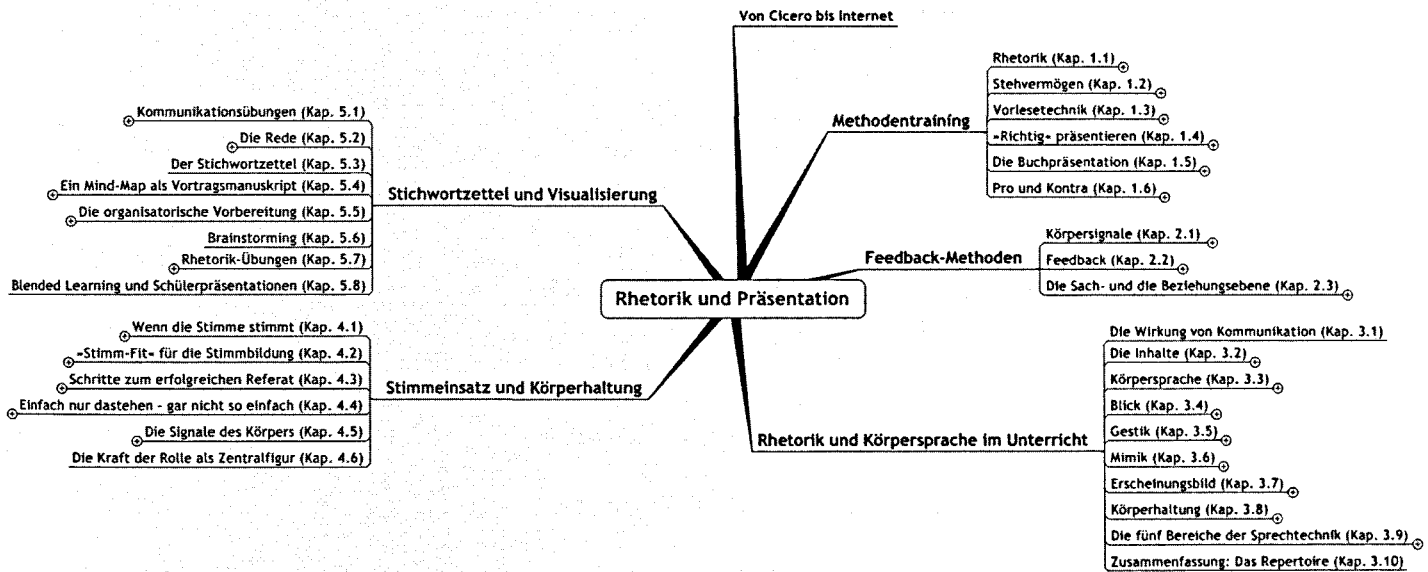 Rhetorik und Präsentation
Von Cicero bis Internet
Methodentraining
Rhetorik (Kap. 1.1)
Stehvermögen (Kap. 1.2)
Vorlesetechnik (Kap. 1.3)
»Richtig« präsentieren (Kap. 1.4)
Die Buchpräsentation (Kap. 1.5)
Pro und Kontra (Kap. 1.6)
Feedback-Methoden
Körpersignale (Kap. 2.1)
Feedback (Kap. 2.2)
Die Sach- und die Beziehungsebene (Kap. 2.3)
Rhetorik und Körpersprache im Unterricht
Die Wirkung von Kommunikation (Kap. 3.1)
Die Inhalte (Kap. 3.2)
Körpersprache (Kap. 3.3)
Blick (Kap. 3.4)
Gestik (Kap. 3.5)
Mimik (Kap. 3.6)
Erscheinungsbild (Kap. 3.7)
Körperhaltung (Kap. 3.8)
Die fünf Bereiche der Sprechtechnik (Kap. 3.9)
Zusammenfassung: Das Repertoire (Kap. 3.10)
Stimmeinsatz und Körperhaltung
Wenn die Stimme stimmt (Kap. 4.1)
»Stimm-Fit« für die Stimmbildung (Kap. 4.2)
Schritte zum erfolgreichen Referat (Kap. 4.3)
Einfach nur dastehen - gar nicht so einfach (Kap. 4.4)
Die Signale des Körpers (Kap. 4.5)
Die Kraft der Rolle als Zentralfigur (Kap. 4.6)
Stichwortzettel und Visualisierung
Kommunikationsübungen (Kap. 5.1)
Die Rede (Kap. 5.2)
Der Stichwortzettel (Kap. 5.3)
Ein Mind-Map als Vortragsmanuskript (Kap. 5.4)
Die organisatorische Vorbereitung (Kap. 5.5)
Brainstorming (Kap. 5.6)
Rhetorik-Übungen (Kap. 5.7)
Blended Learning und Schülerpräsentationen (Kap. 5.8)